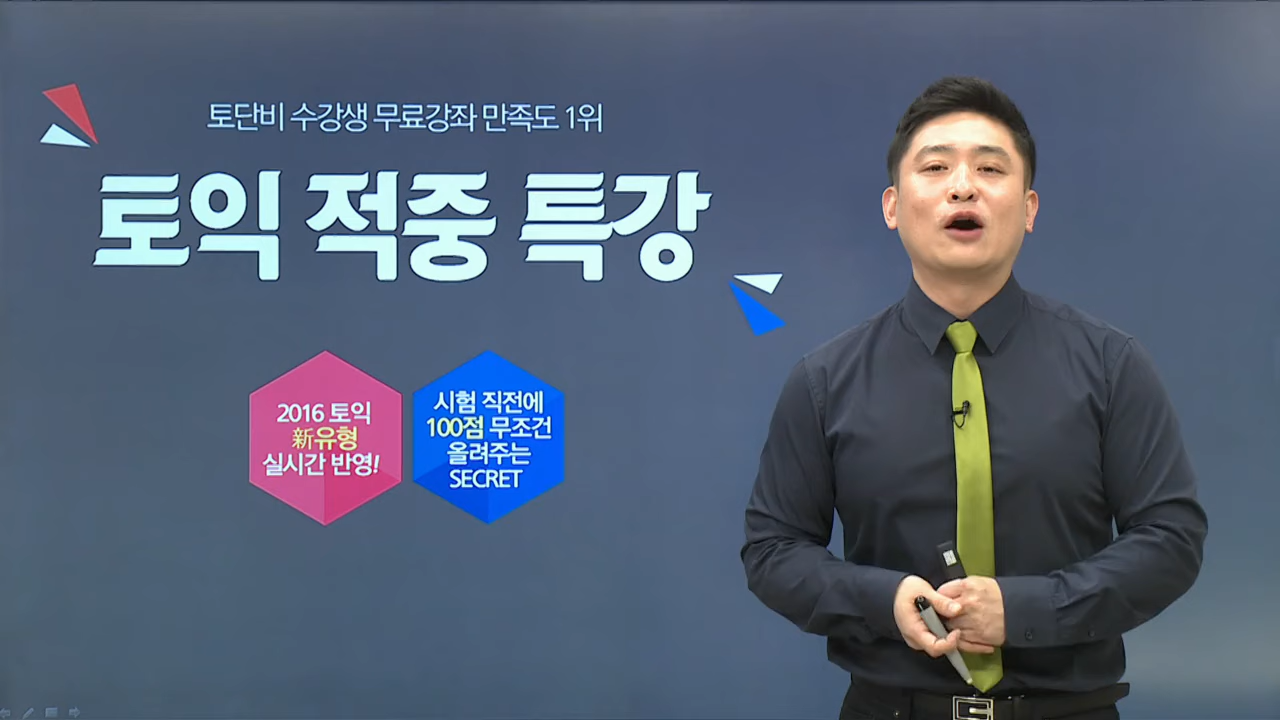 토단비 수강생 무료강좌 만족도 1위
토익 적중 특강
2016 토익
新유형
실시간 반영!
시험 직전에
100점 무조건
올려주는
SECRET